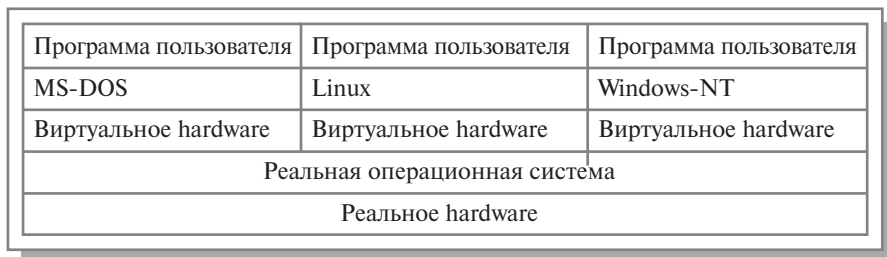 Программа пользователя Программа пользователя Программа пользователя
MS-DOS Linux Windows-NT
Виртуальное hardware Виртуальное hardware Виртуальное hardware
Реальная операционная система
Реальное hardware